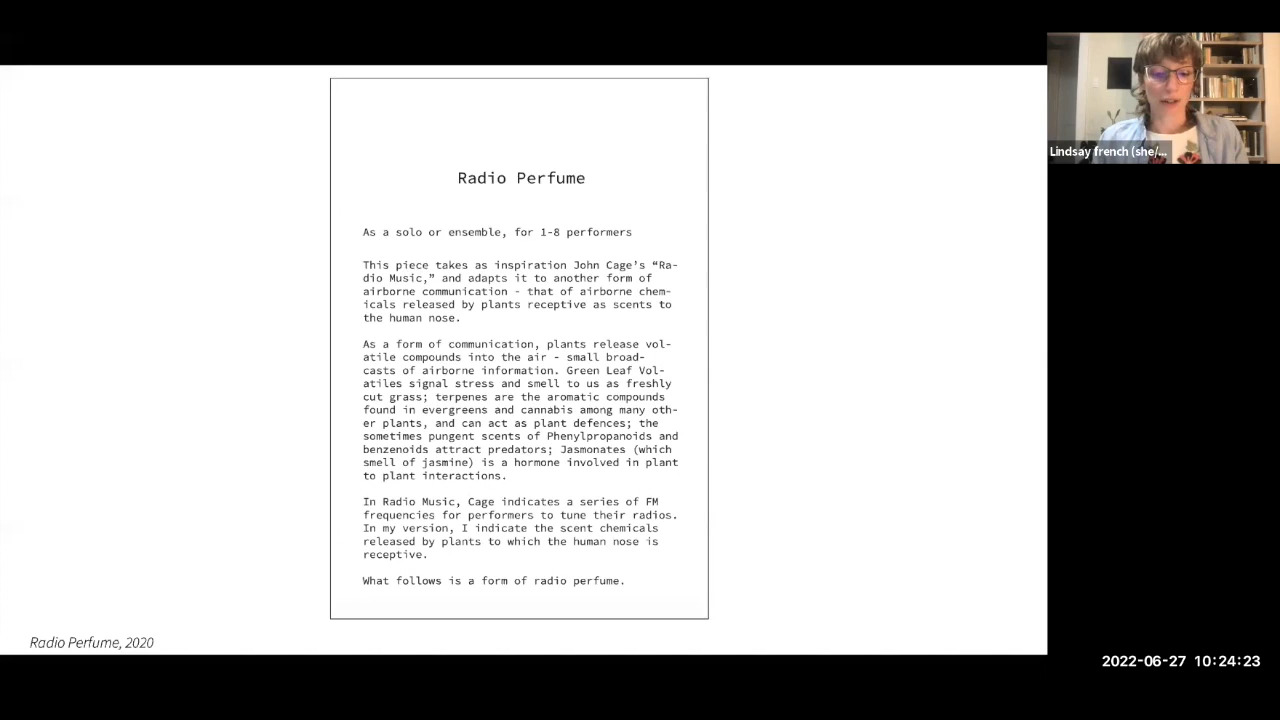 Radio Perfume
As a solo or ensemble, for 1-8 performers
This piece takes as inspiration John Cage's “Ra-
dio Music,” and adapts it to another form of
airborne communication - that of airborne chem-
icals released by plants receptive as scents to
the human nose.
As a form of communication, plants release vol-
atile compounds into the air - small broad-
casts of airborne information. Green Leaf Vol-
atiles signal stress and smell to us as freshly
cut grass; terpenes are the aromatic compounds
found in evergreens and cannabis among many oth-
er plants, and can act as plant defences; the
sometimes pungent scents of Phenylpropanoids and
benzenoids attract predators; Jasmonates (which
smell of jasmine) is a hormone involved in plant
to plant interactions.
In Radio Music, Cage indicates a series of FM
frequencies for performers to tune their radios.
In my version, I indicate the scent chemicals
released by plants to which the human nose is
receptive.
What follows is a form of radio perfume.
Radio Perfume, 2020
Lindsay french (she/...
2022-06-27 10:24:23